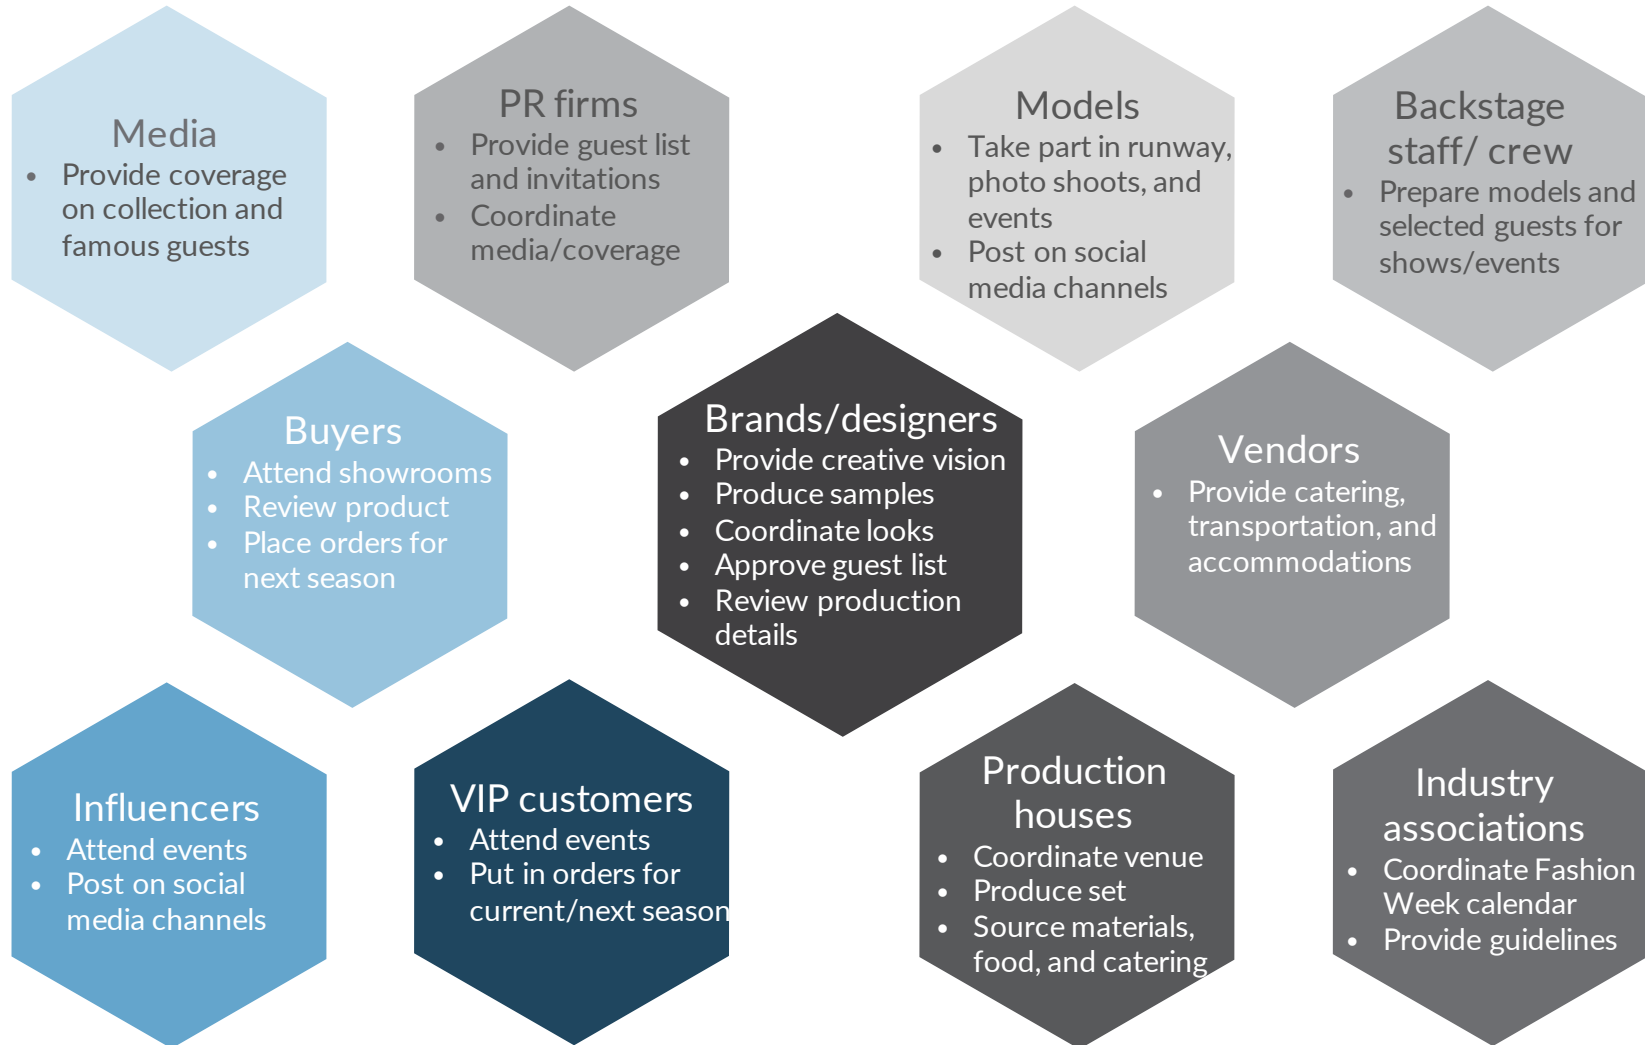 Media
• Provide coverage
on collection and
famous guests
PR firms
• Provide guest list
and invitations
• Coordinate
media/coverage
Models
• Take part in runway,
photo shoots, and
events
• Post on social
media channels
Backstage
staff/ crew
• Prepare models and
selected guests for
shows/events
Buyers
• Attend showrooms
• Review product
• Place orders for
next season
Brands/designers
• Provide creative vision
• Produce samples
• Coordinate looks
• Approve guest list
• Review production
details
Vendors
• Provide catering,
transportation, and
accommodations
Influencers
• Attend events
• Post on social
media channels
VIP customers
• Attend events
• Put in orders for
current/next season
Production
houses
• Coordinate venue
• Produce set
• Source materials,
food, and catering
Industry
associations
• Coordinate Fashion
Week calendar
• Provide guidelines